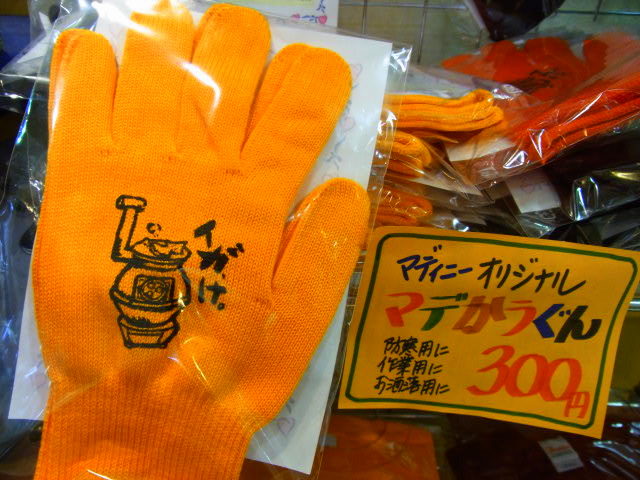 イガ、け。
マディニー オリジナル
マデかうぐん
防寒用に
作業用に
お洒落用に
300円